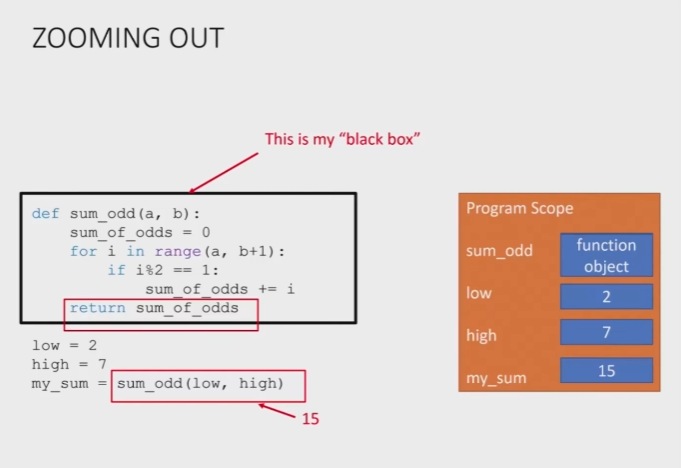 ZOOMING OUT
This is my “black box”
def sum_odd(a, b):
    sum_of_odds = 0
    for i in range(a, b+1):
        if i%2 == 1:
            sum_of_odds += i
    return sum_of_odds
low = 2
high = 7
my_sum = sum_odd(low, high)
15
Program Scope
sum_odd function
object
low 2
high 7
my_sum 15